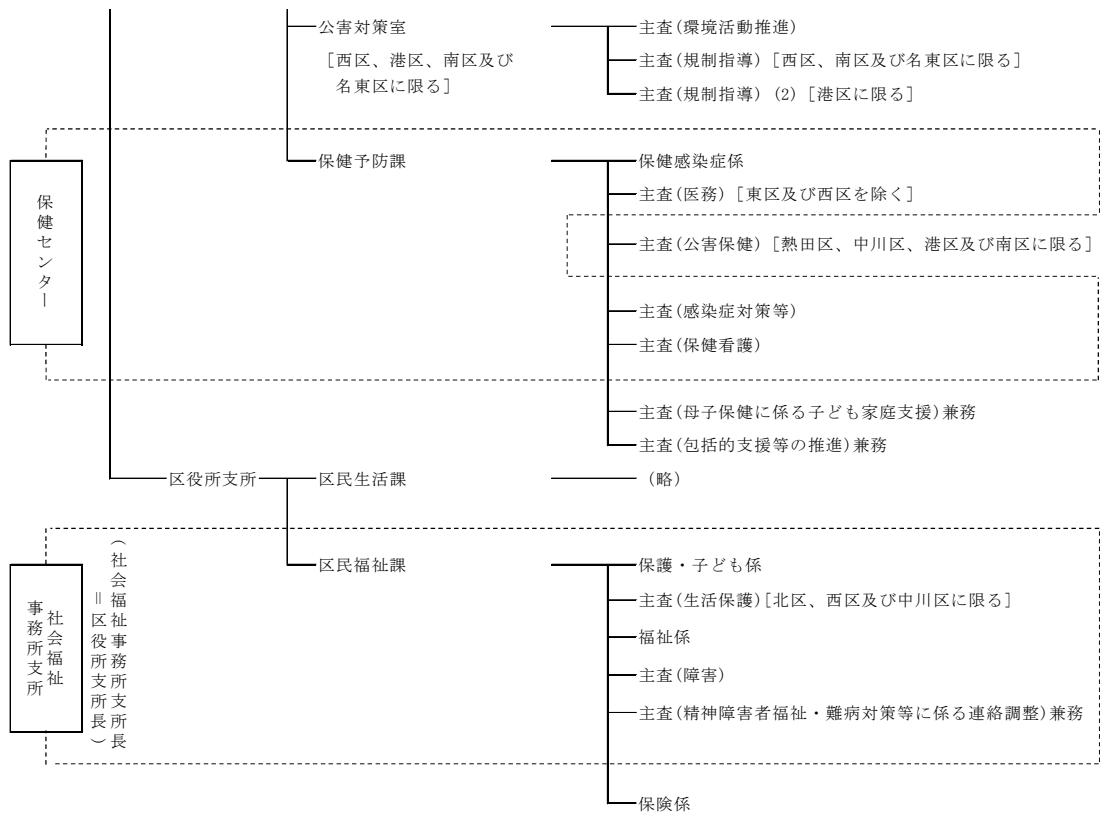 公害対策室
[西区、港区、南区及び
名東区に限る]
主査(環境活動推進)
主査(規制指導) [西区、南区及び名東区に限る]
主査(規制指導) (2) [港区に限る]
保健センター
保健予防課
保健感染症係
主査(医務) [東区及び西区を除く]
主査(公害保健) [熱田区、中川区、港区及び南区に限る]
主査(感染症対策等)
主査(保健看護)
主査(母子保健に係る子ども家庭支援)兼務
主査(包括的支援等の推進)兼務
区役所支所
区民生活課
(略)
社会福祉
事務所支所
(社会福祉事務所支所長
＝区役所支所長)
区民福祉課
保護・子ども係
主査(生活保護)[北区、西区及び中川区に限る]
福祉係
主査(障害)
主査(精神障害者福祉・難病対策等に係る連絡調整)兼務
保険係